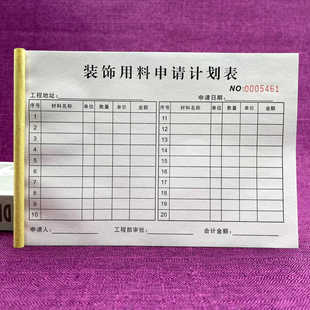 装饰用料申请计划表
NO:0005461
工程地址: 申请日期:
序号 材料名称 单位 数量 单价 金额 序号 材料名称 单位 数量 单价 金额
1 11
2 12
3 13
4 14
5 15
6 16
7 17
8 18
9 19
10 20
申请人: 工程部审批: 合计金额: